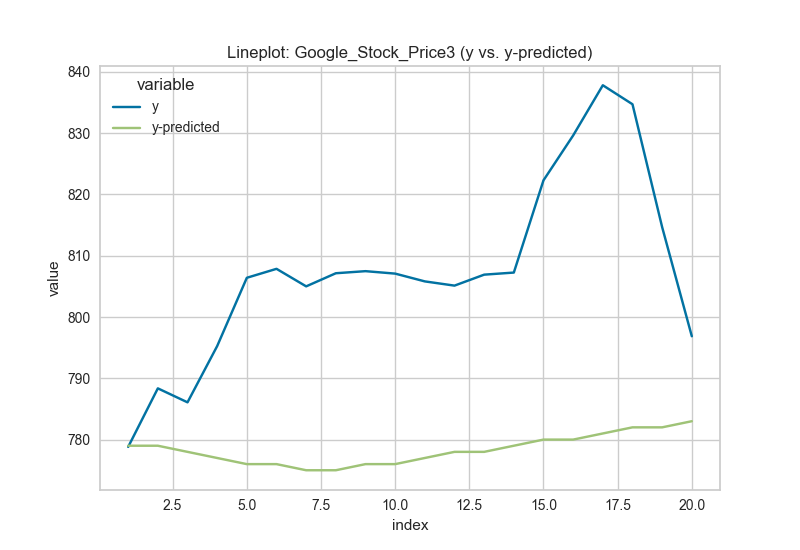 Lineplot: Google_Stock_Price3 (y vs. y-predicted)
variable
y
y-predicted
840
830
820
810
800
790
780
value
2.5 5.0 7.5 10.0 12.5 15.0 17.5 20.0
index